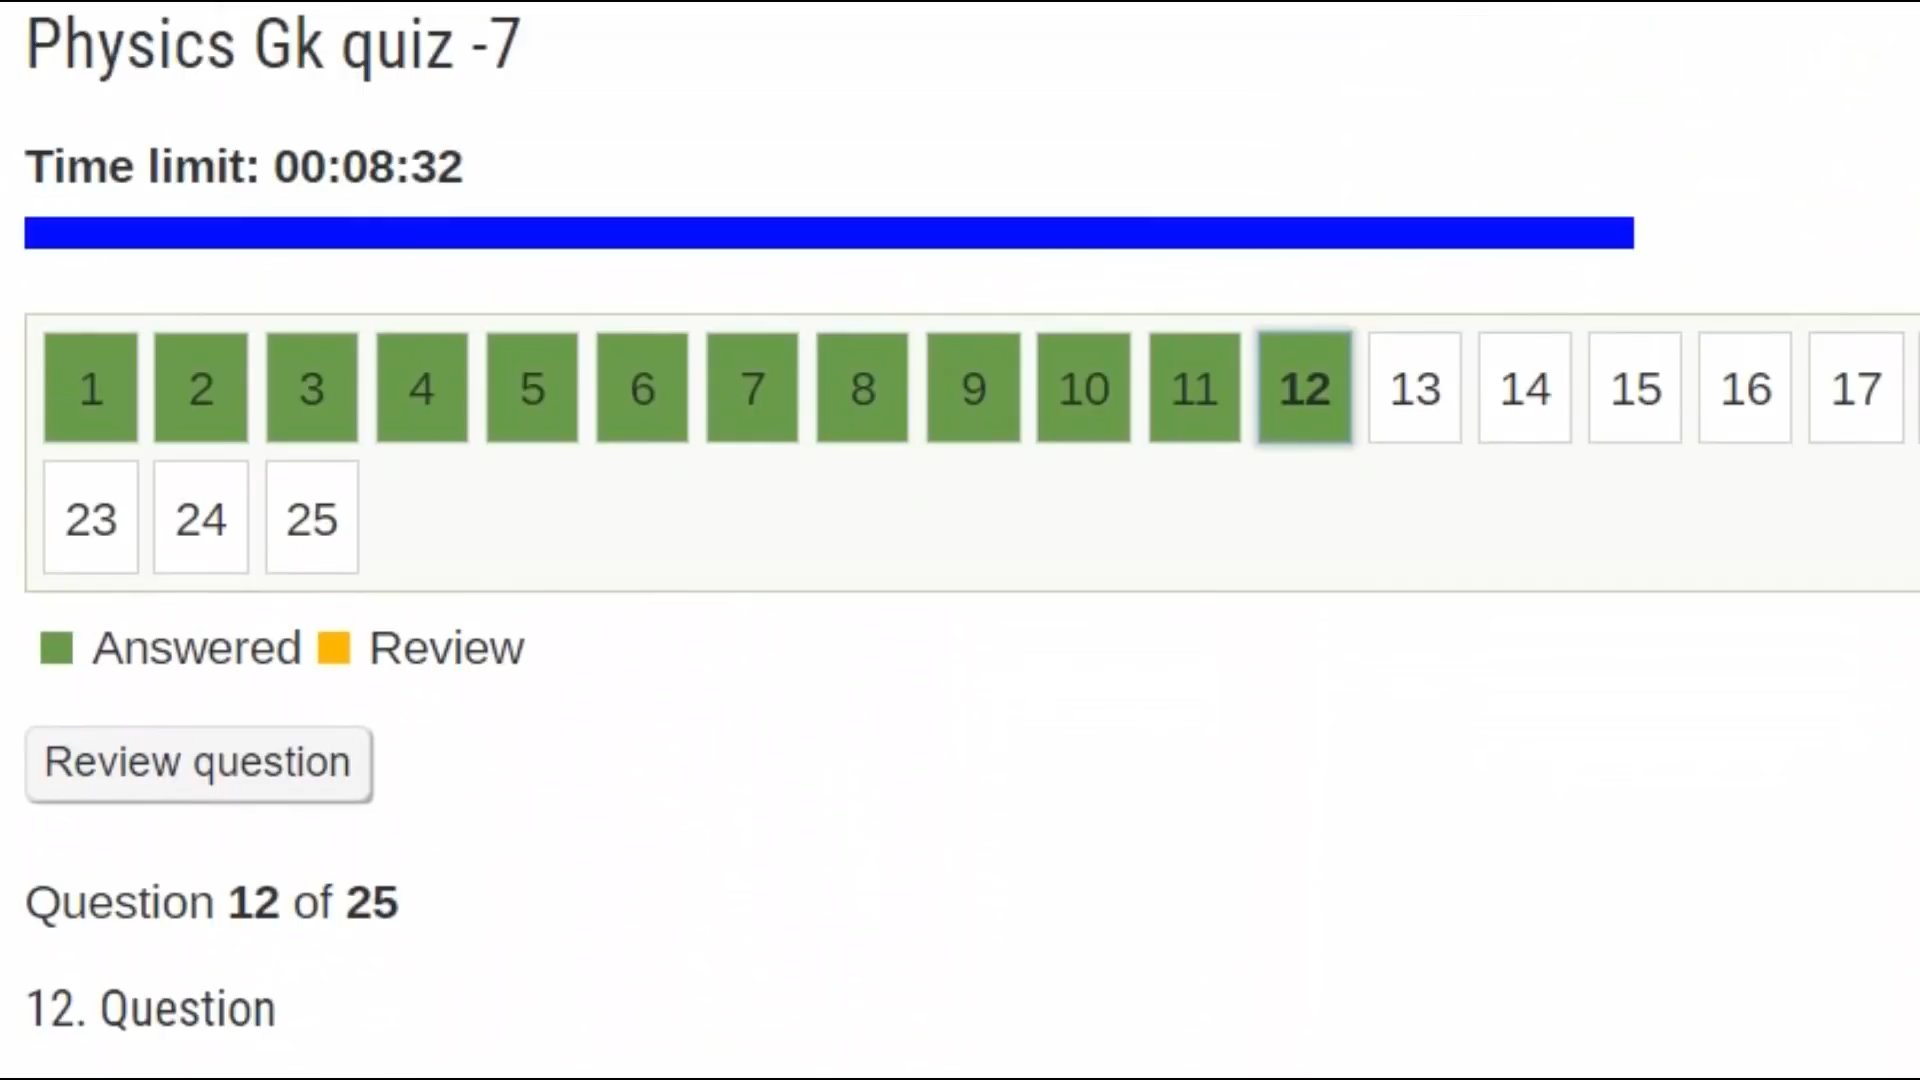 Physics Gk quiz -7
Time limit: 00:08:32
1 2 3 4 5 6 7 8 9 10 11 12 13 14 15 16 17
23 24 25
Answered Review
Review question
Question 12 of 25
12. Question